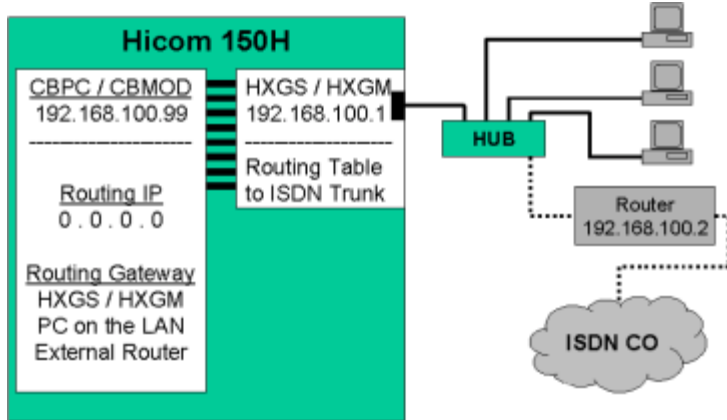 Hicom 150H
CBPC / CBMOD
192.168.100.99
Routing IP
0 . 0 . 0 . 0
Routing Gateway
HXGS / HXGM
PC on the LAN
External Router
HXGS / HXGM
192.168.100.1
Routing Table
to ISDN Trunk
HUB
Router
192.168.100.2
ISDN CO